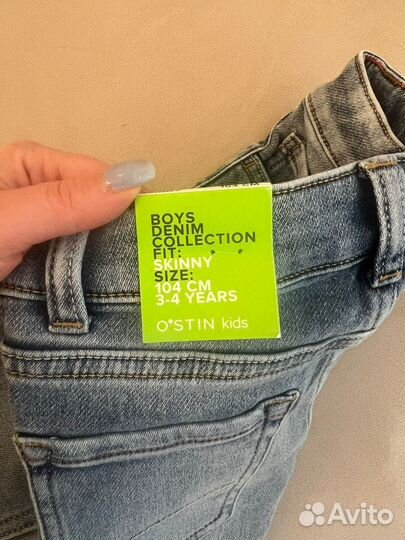 BOYS
DENIM
COLLECTION
FIT:
SKINNY
SIZE:
104 CM
3-4 YEARS
O'STIN kids
Avito